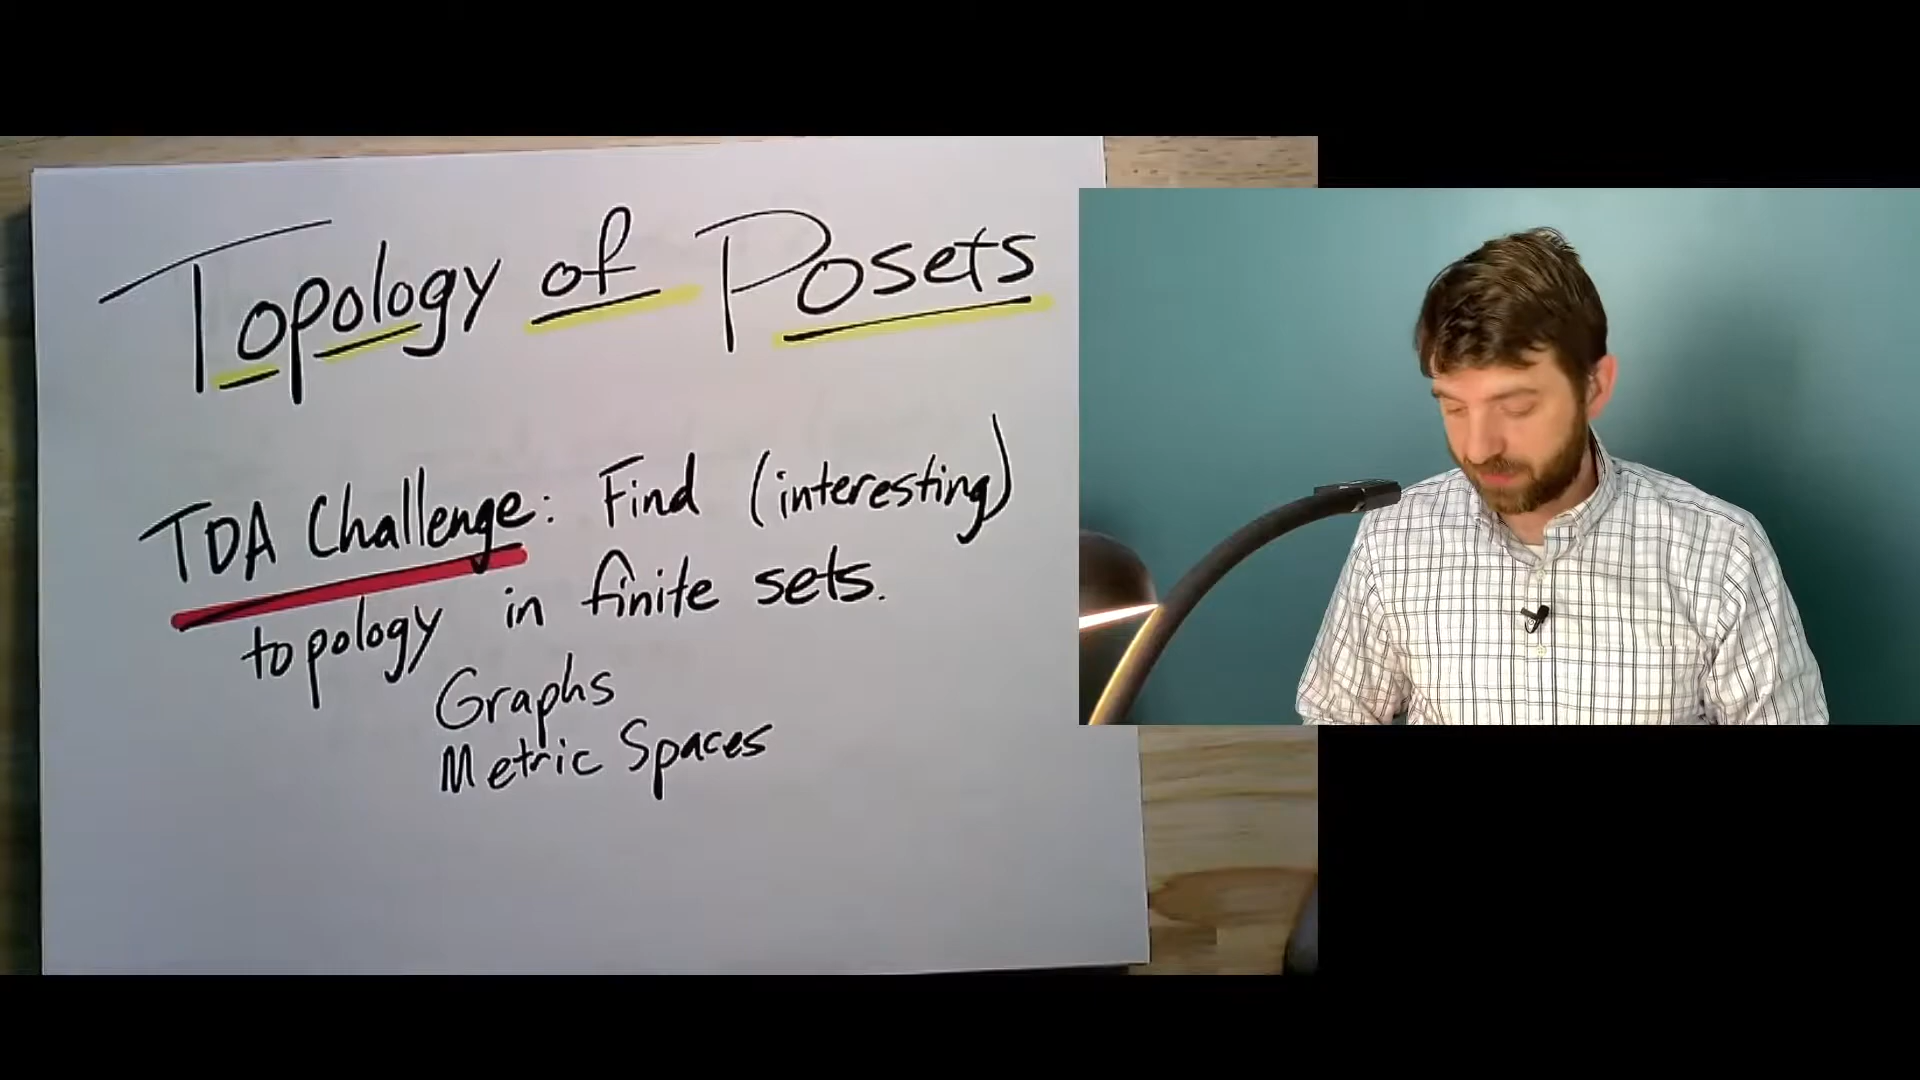 Topology of Posets
TDA Challenge: Find (interesting)
topology in finite sets.
Graphs
Metric Spaces